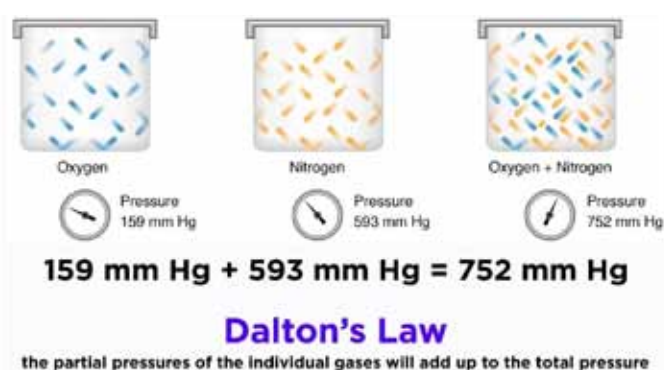 Oxygen
Nitrogen
Oxygen + Nitrogen
Pressure
159 mm Hg
Pressure
593 mm Hg
Pressure
752 mm Hg
159 mm Hg + 593 mm Hg = 752 mm Hg
Dalton's Law
the partial pressures of the individual gases will add up to the total pressure